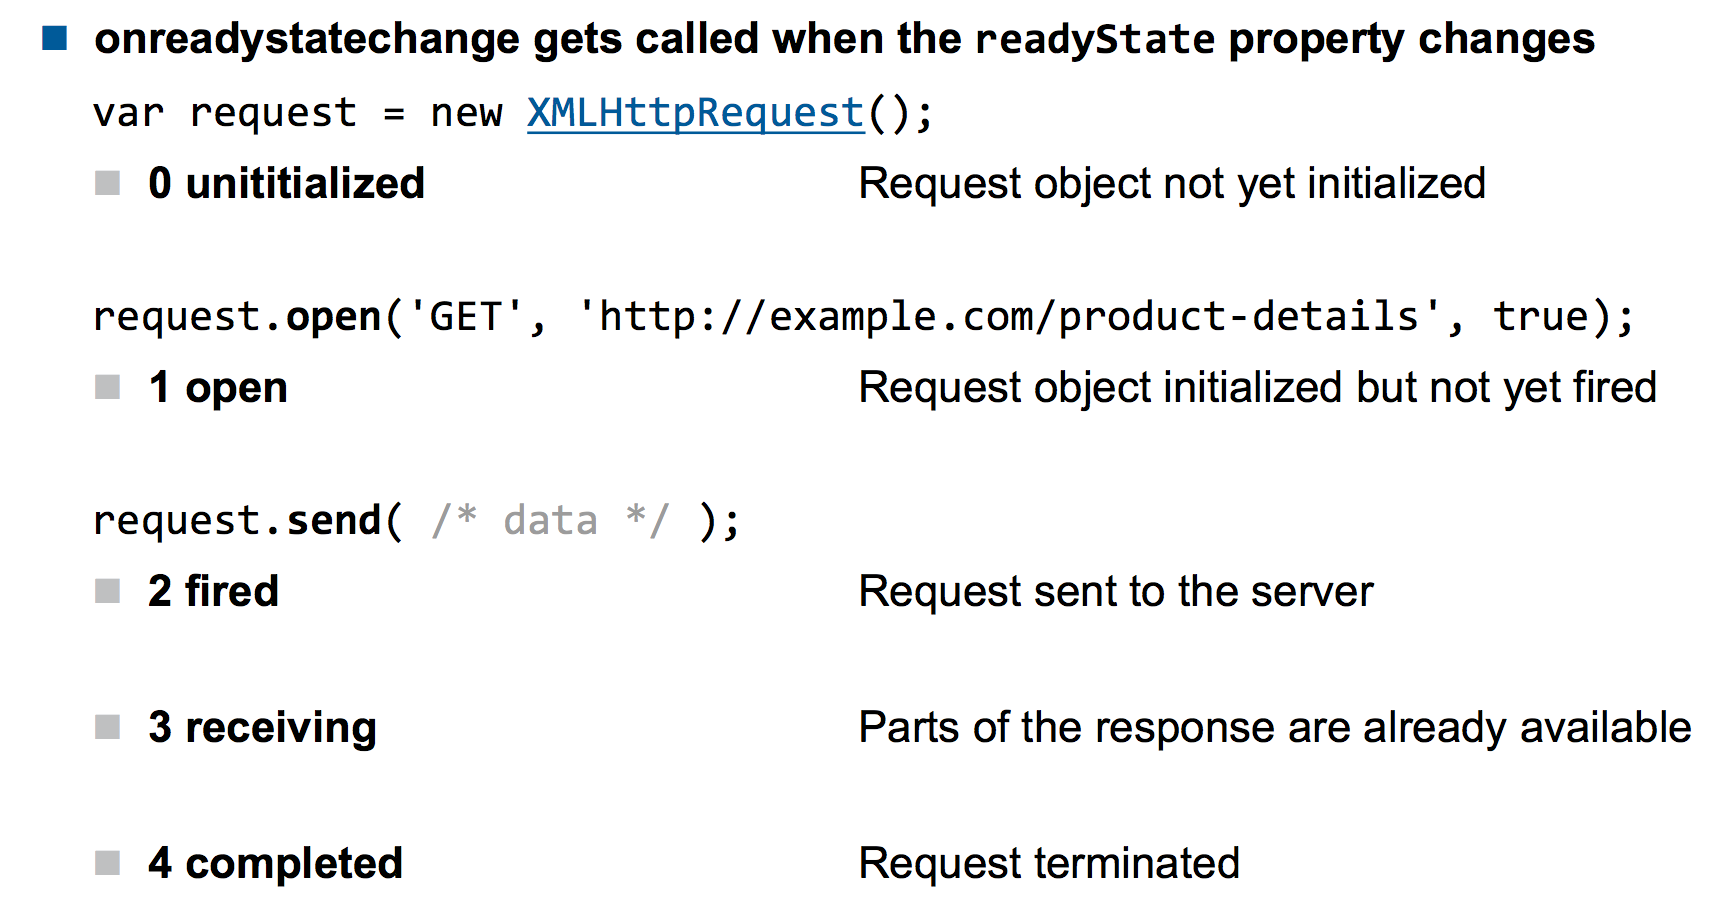 onreadystatechange gets called when the readyState property changes
var request = new XMLHttpRequest();
0 unititialized Request object not yet initialized
request.open('GET', 'http://example.com/product-details', true);
1 open Request object initialized but not yet fired
request.send( /* data */ );
2 fired Request sent to the server
3 receiving Parts of the response are already available
4 completed Request terminated